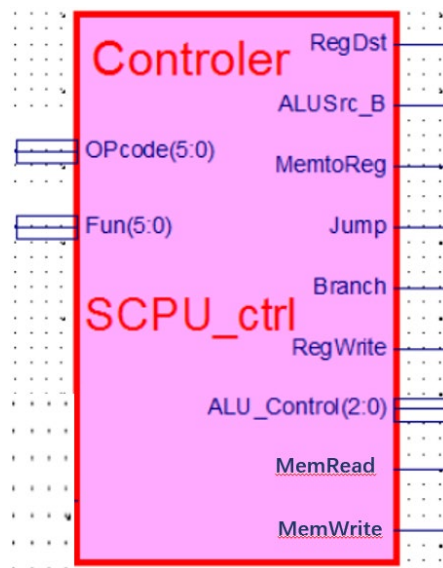 Controler
RegDst
ALUSrc_B
OPcode(5:0)
MemtoReg
Fun(5:0)
Jump
Branch
SCPU_ctrl
RegWrite
ALU_Control(2:0)
MemRead
MemWrite